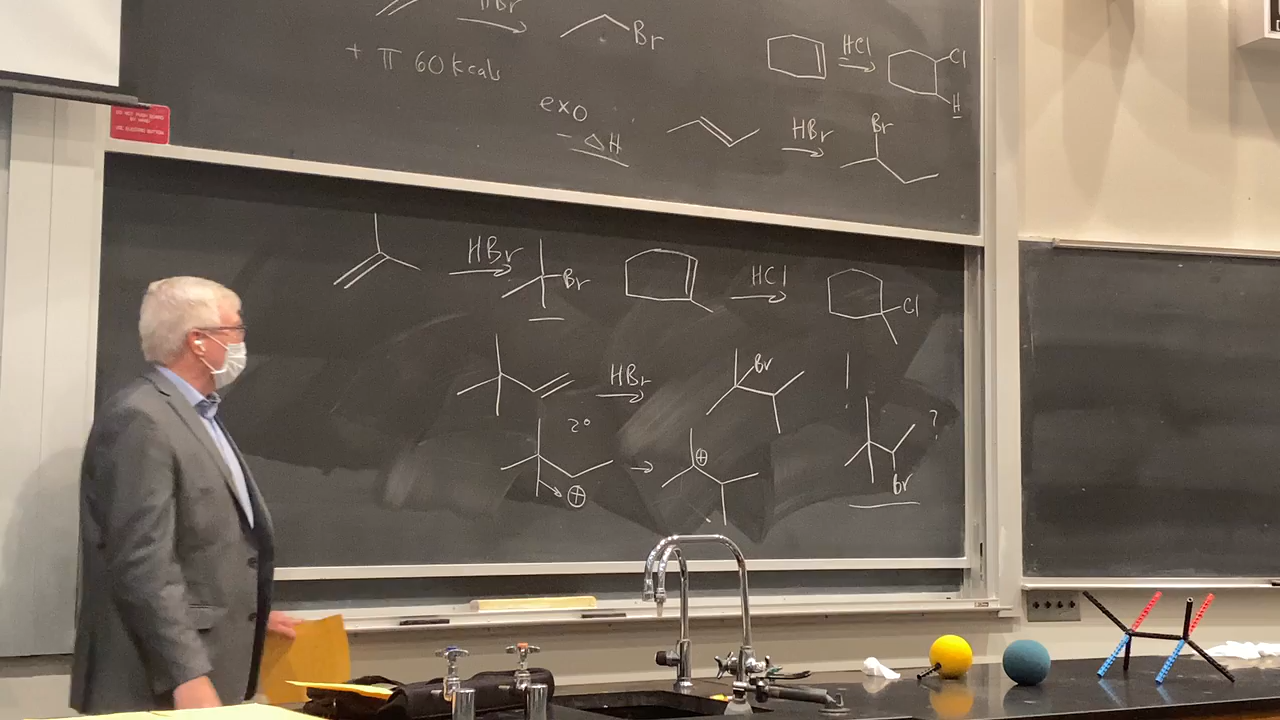 HBr
Br
+ π 60 kcals
exo
- ΔH
HCl
Cl
H
HBr
Br
HBr
Br
HCl
Cl
HBr
Br
2°
⊕
⊕
?
Br